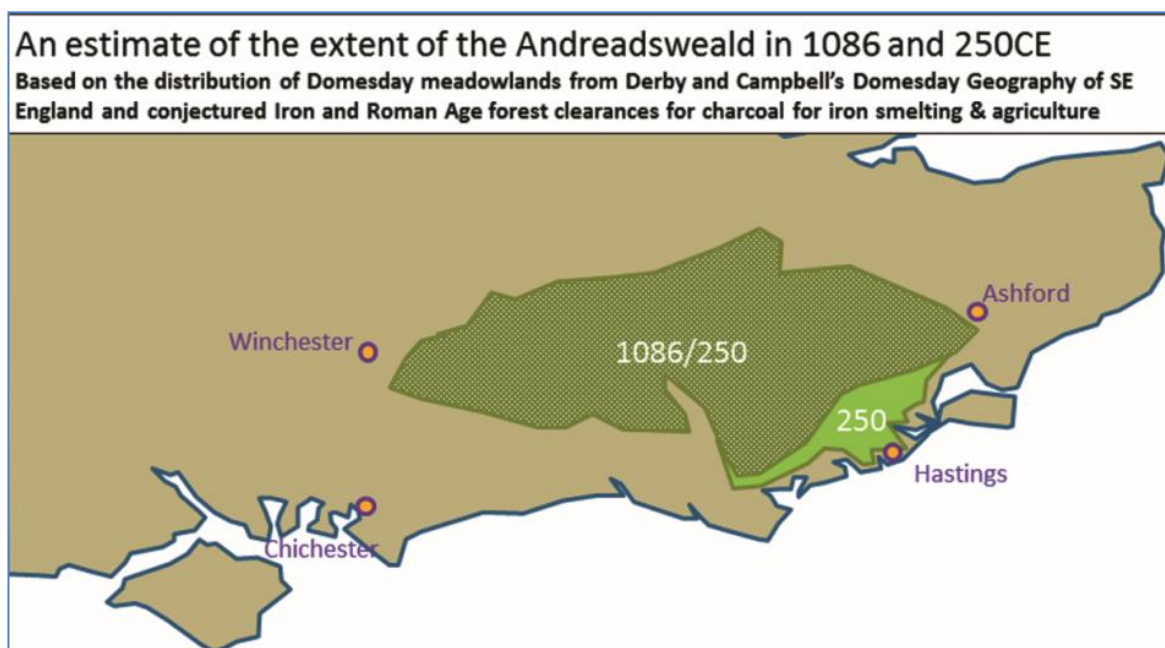 An estimate of the extent of the Andreadsweald in 1086 and 250CE
Based on the distribution of Domesday meadowlands from Derby and Campbell's Domesday Geography of SE
England and conjectured Iron and Roman Age forest clearances for charcoal for iron smelting & agriculture
Ashford
Winchester
1086/250
250
Hastings
Chichester